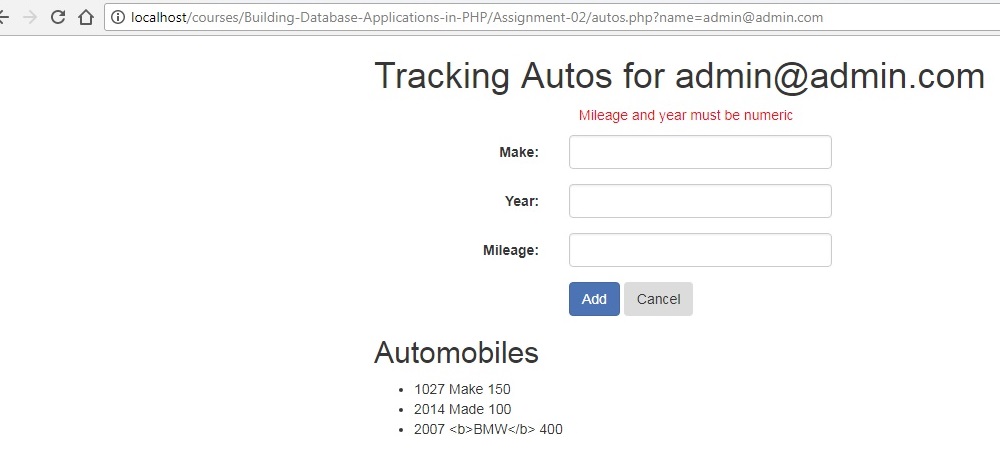 localhost/courses/Building-Database-Applications-in-PHP/Assignment-02/autos.php?name=admin@admin.com
Tracking Autos for admin@admin.com
Mileage and year must be numeric
Make:
Year:
Mileage:
Add Cancel
Automobiles
• 1027 Make 150
• 2014 Made 100
• 2007 <b>BMW</b> 400